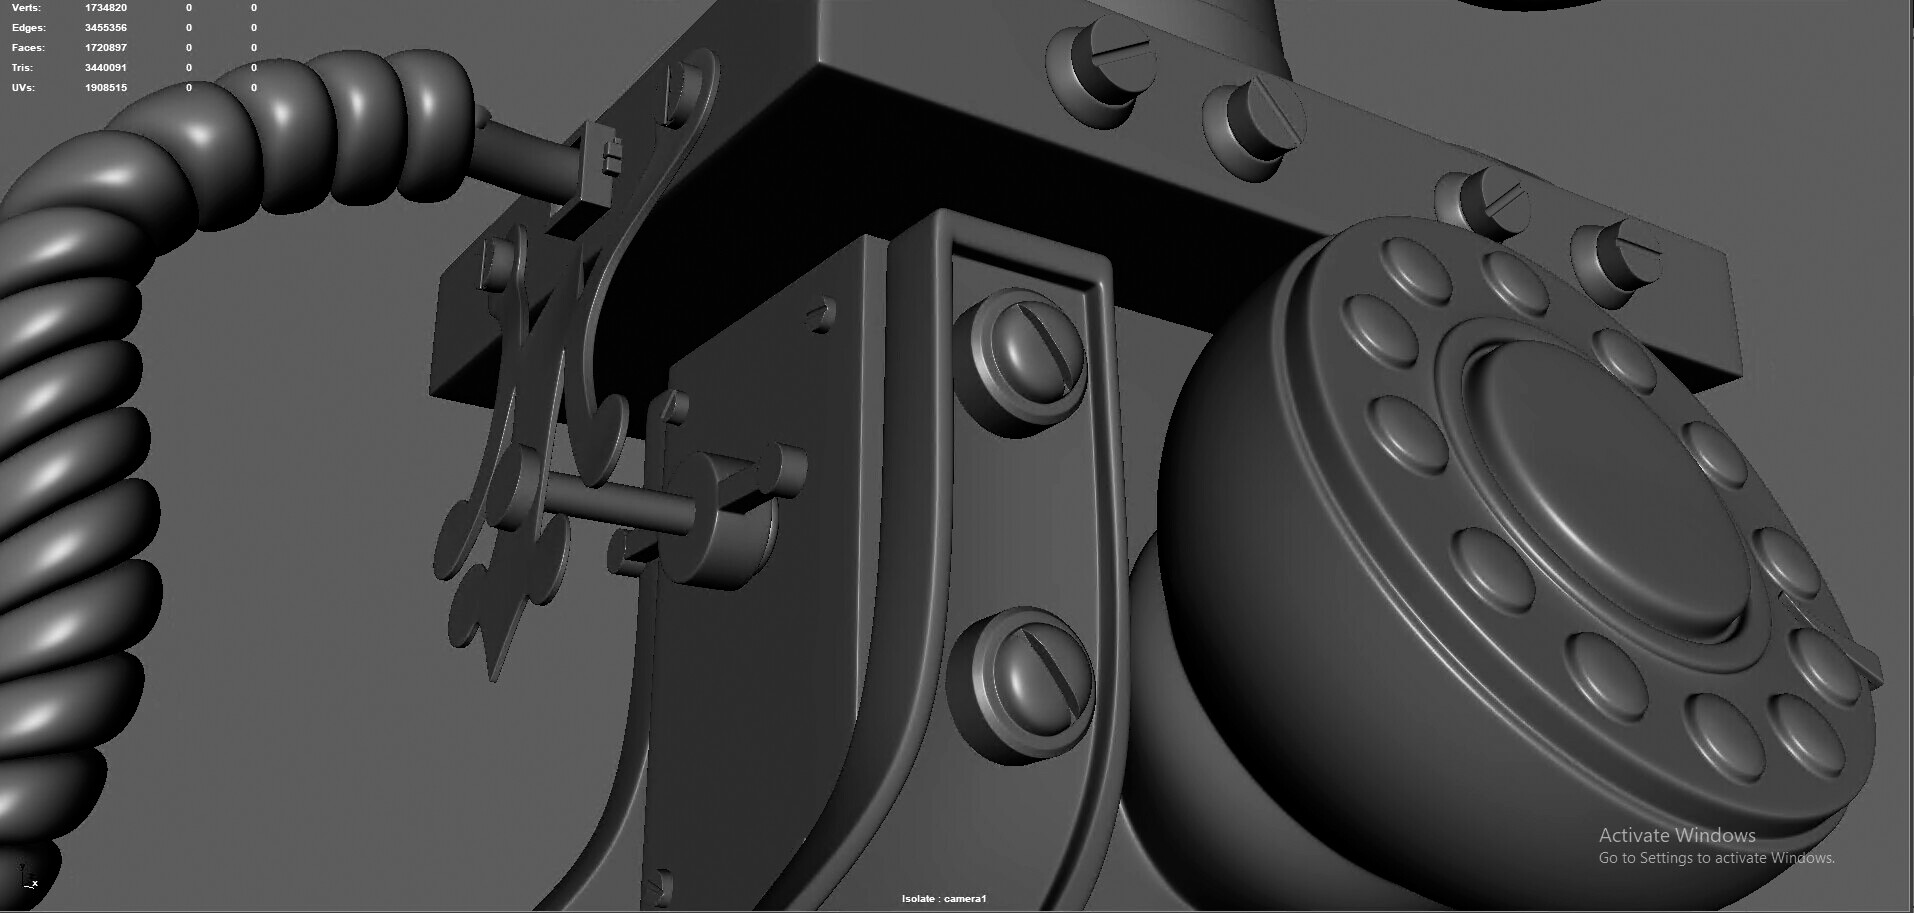 Verts: 1734820 0 0
Edges: 3455356 0 0
Faces: 1720897 0 0
Tris: 3440091 0 0
UVs: 1908515 0 0
Activate Windows
Go to Settings to activate Windows.
x
Isolate : camera1